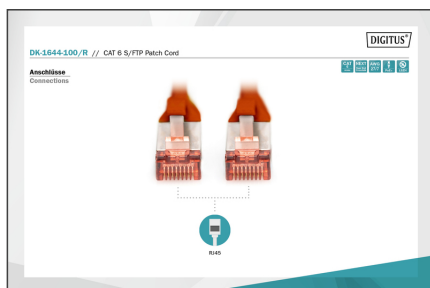 DIGITUS®
DK-1644-100/R // CAT 6 S/FTP Patch Cord
Anschlüsse
Connections
RJ45